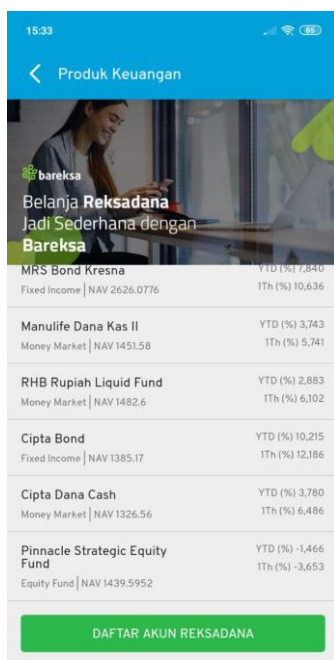 15:33
85
Produk Keuangan
bareksa
Belanja Reksadana
Jadi Sederhana dengan
Bareksa
MRS Bond Kresna
YTD (%) 7,840
Fixed Income | NAV 2626.0776
1Th (%) 10,636
Manulife Dana Kas II
YTD (%) 3,743
Money Market | NAV 1451.58
1Th (%) 5,741
RHB Rupiah Liquid Fund
YTD (%) 2,883
Money Market | NAV 1482.6
1Th (%) 6,102
Cipta Bond
YTD (%) 10,215
Fixed Income | NAV 1385.17
1Th (%) 12,186
Cipta Dana Cash
YTD (%) 3,780
Money Market | NAV 1326.56
1Th (%) 6,486
Pinnacle Strategic Equity
YTD (%) -1,466
Fund
1Th (%) -3,653
Equity Fund | NAV 1439.5952
DAFTAR AKUN REKSADANA